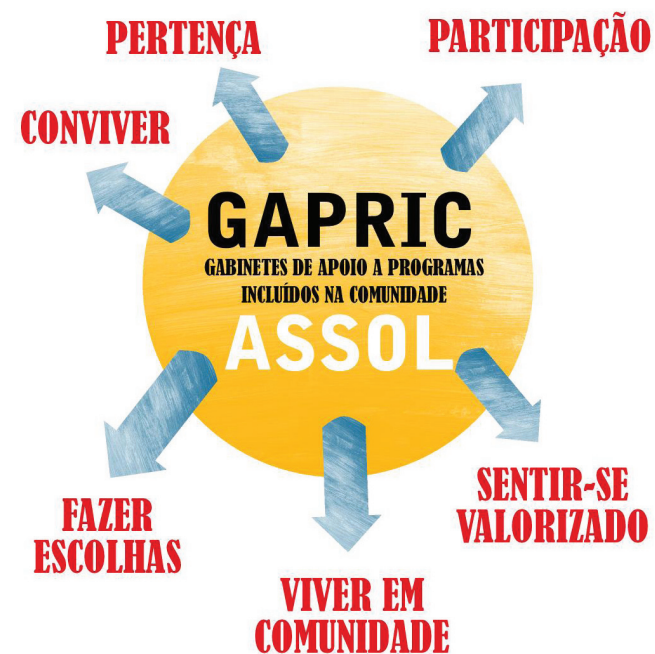 PERTENÇA
PARTICIPAÇÃO
CONVIVER
GAPRIC
GABINETES DE APOIO A PROGRAMAS
INCLUÍDOS NA COMUNIDADE
ASSOL
SENTIR-SE
VALORIZADO
FAZER
ESCOLHAS
VIVER EM
COMUNIDADE